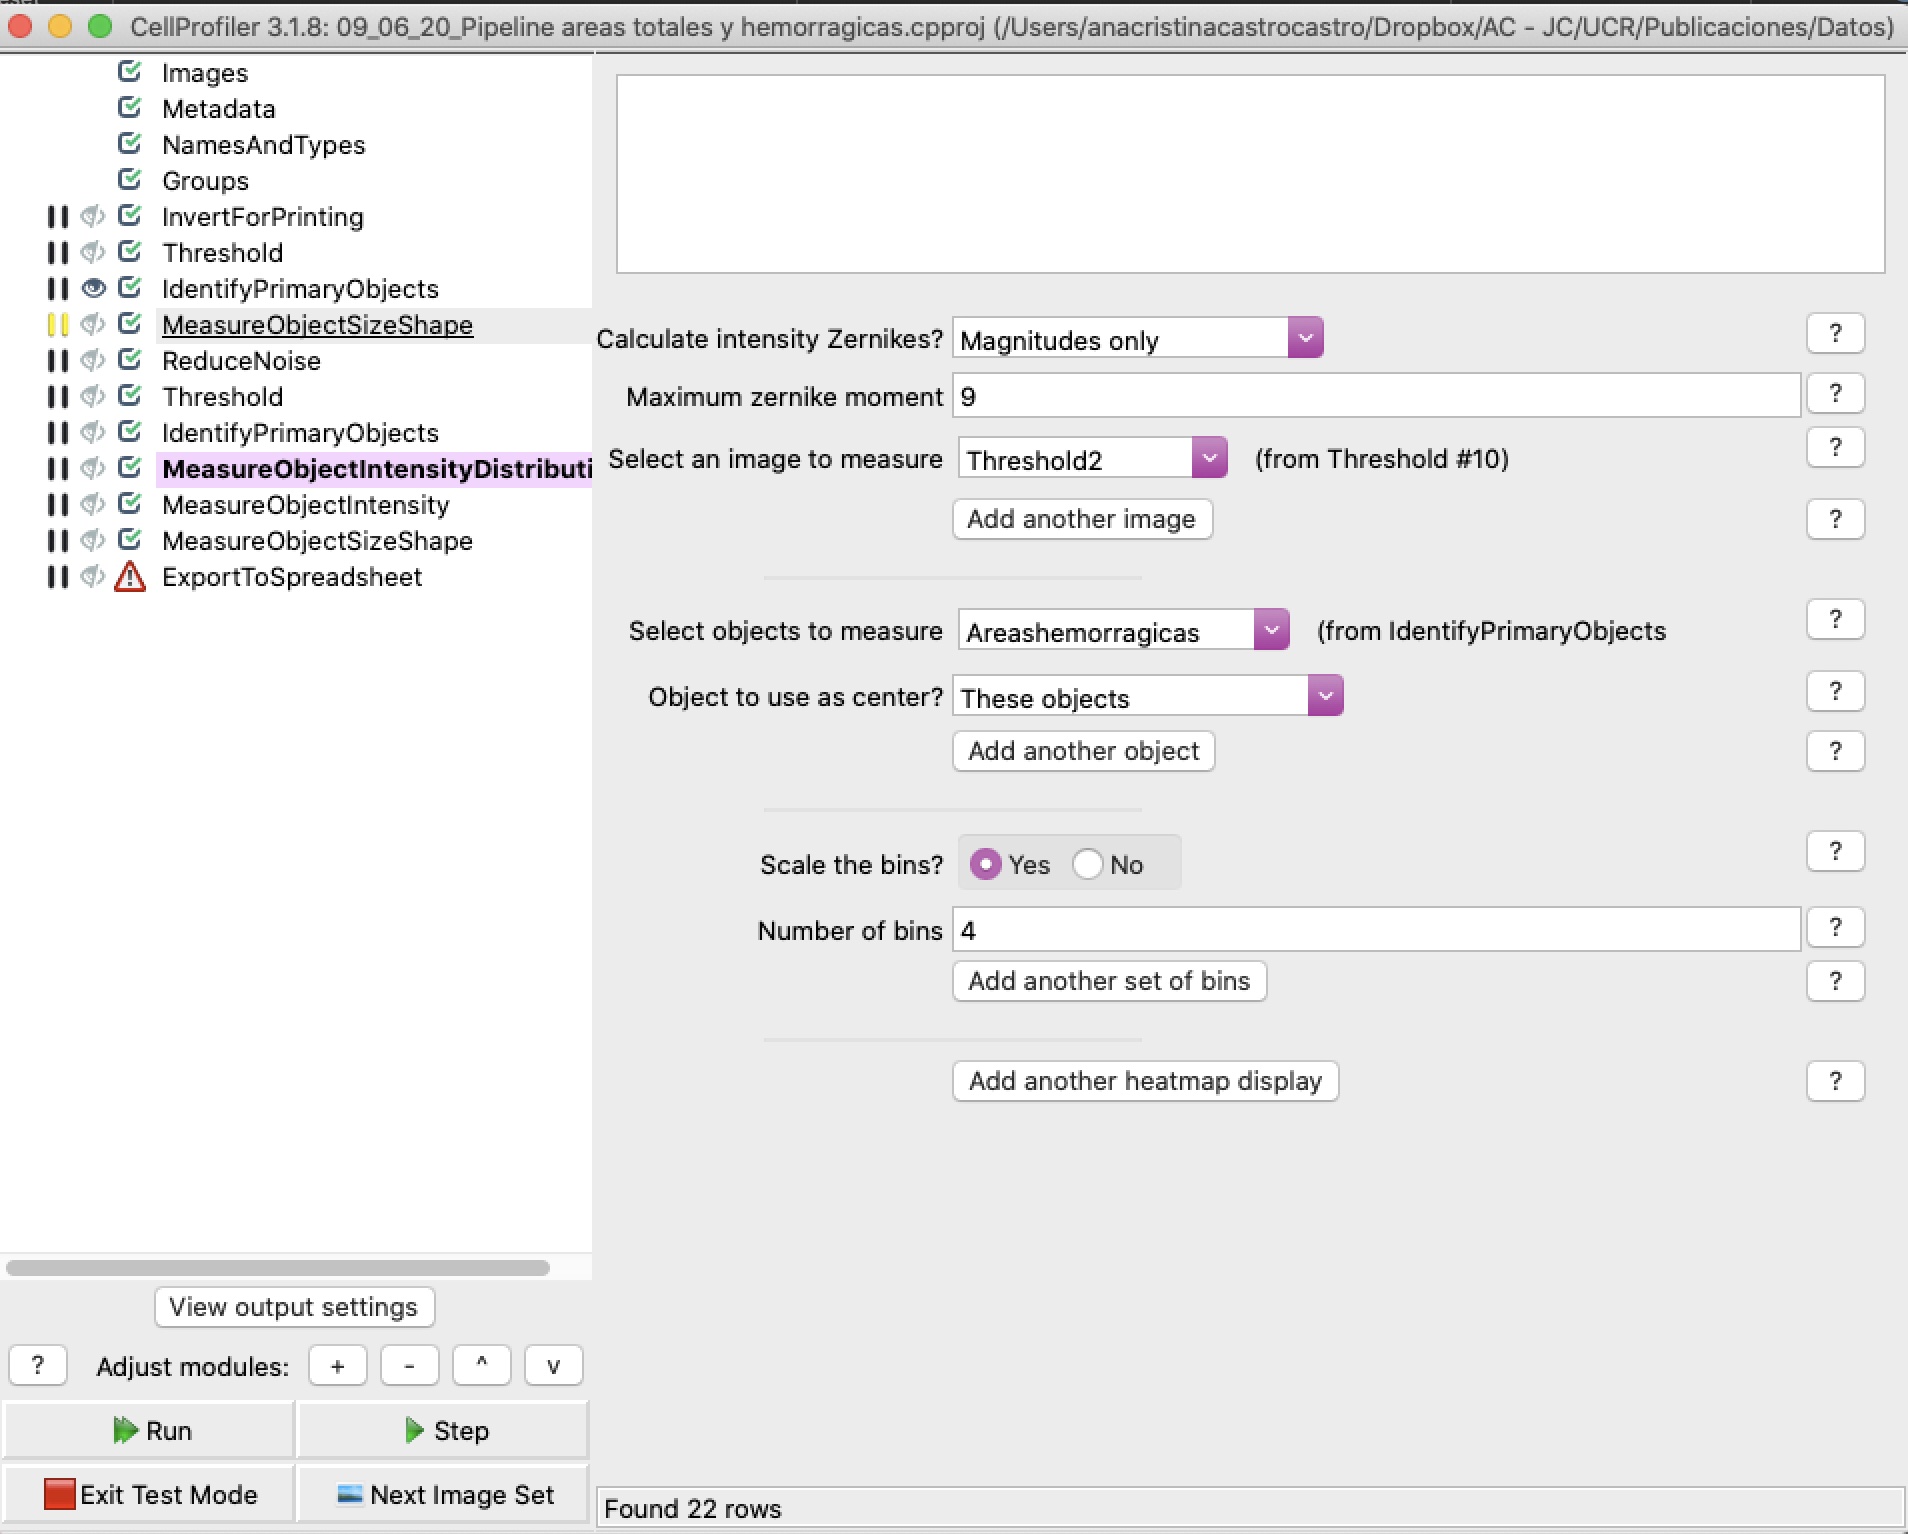 CellProfiler 3.1.8: 09_06_20_Pipeline areas totales y hemorragicas.cpproj (/Users/anacristinacastrocastro/Dropbox/AC - JC/UCR/Publicaciones/Datos)
Images
Metadata
NamesAndTypes
Groups
InvertForPrinting
Threshold
IdentifyPrimaryObjects
MeasureObjectSizeShape
ReduceNoise
Threshold
IdentifyPrimaryObjects
MeasureObjectIntensityDistributi
MeasureObjectIntensity
MeasureObjectSizeShape
ExportToSpreadsheet
View output settings
? Adjust modules: + - ^ v
Run Step
Exit Test Mode Next Image Set
Calculate intensity Zernikes? Magnitudes only ?
Maximum zernike moment 9 ?
Select an image to measure Threshold2 (from Threshold #10) ?
Add another image ?
Select objects to measure Areashemorragicas (from IdentifyPrimaryObjects ?
Object to use as center? These objects ?
Add another object ?
Scale the bins? Yes No ?
Number of bins 4 ?
Add another set of bins ?
Add another heatmap display ?
Found 22 rows